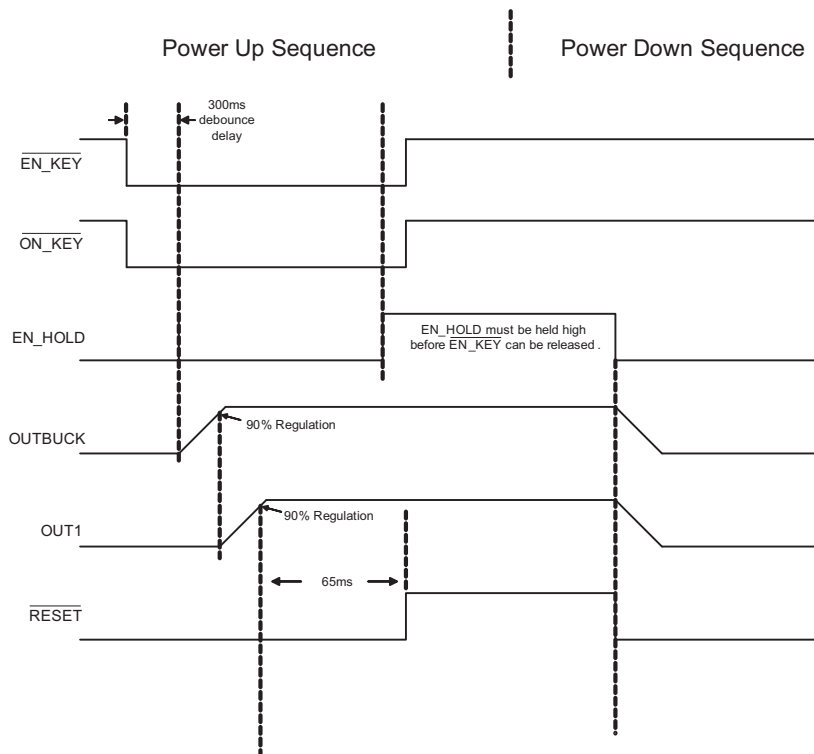 Power Up Sequence
Power Down Sequence
300ms
debounce
delay
EN_KEY
ON_KEY
EN_HOLD
EN_HOLD must be held high
before EN_KEY can be released .
OUTBUCK
90% Regulation
OUT1
90% Regulation
65ms
RESET